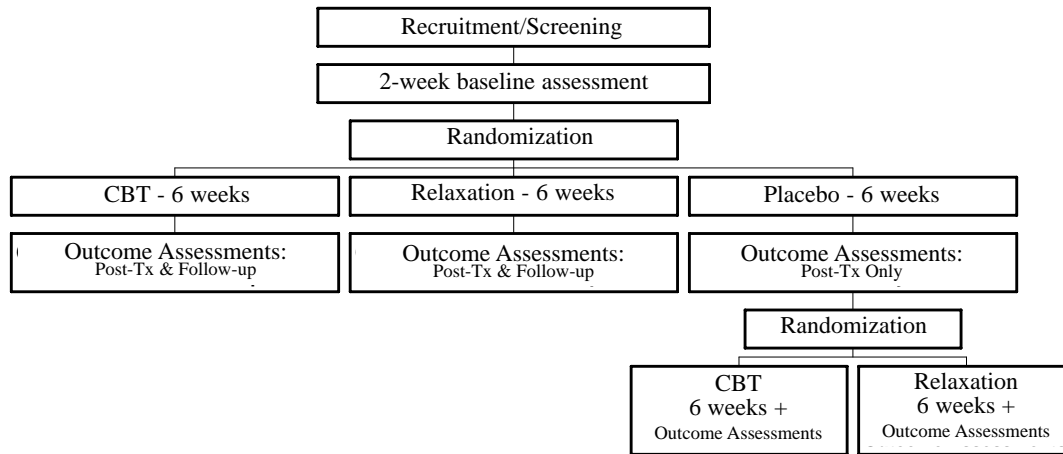 Recruitment/Screening
2-week baseline assessment
Randomization
CBT - 6 weeks
Relaxation - 6 weeks
Placebo - 6 weeks
Outcome Assessments:
Post-Tx & Follow-up
Outcome Assessments:
Post-Tx & Follow-up
Outcome Assessments:
Post-Tx Only
Randomization
CBT
6 weeks +
Outcome Assessments
Relaxation
6 weeks +
Outcome Assessments